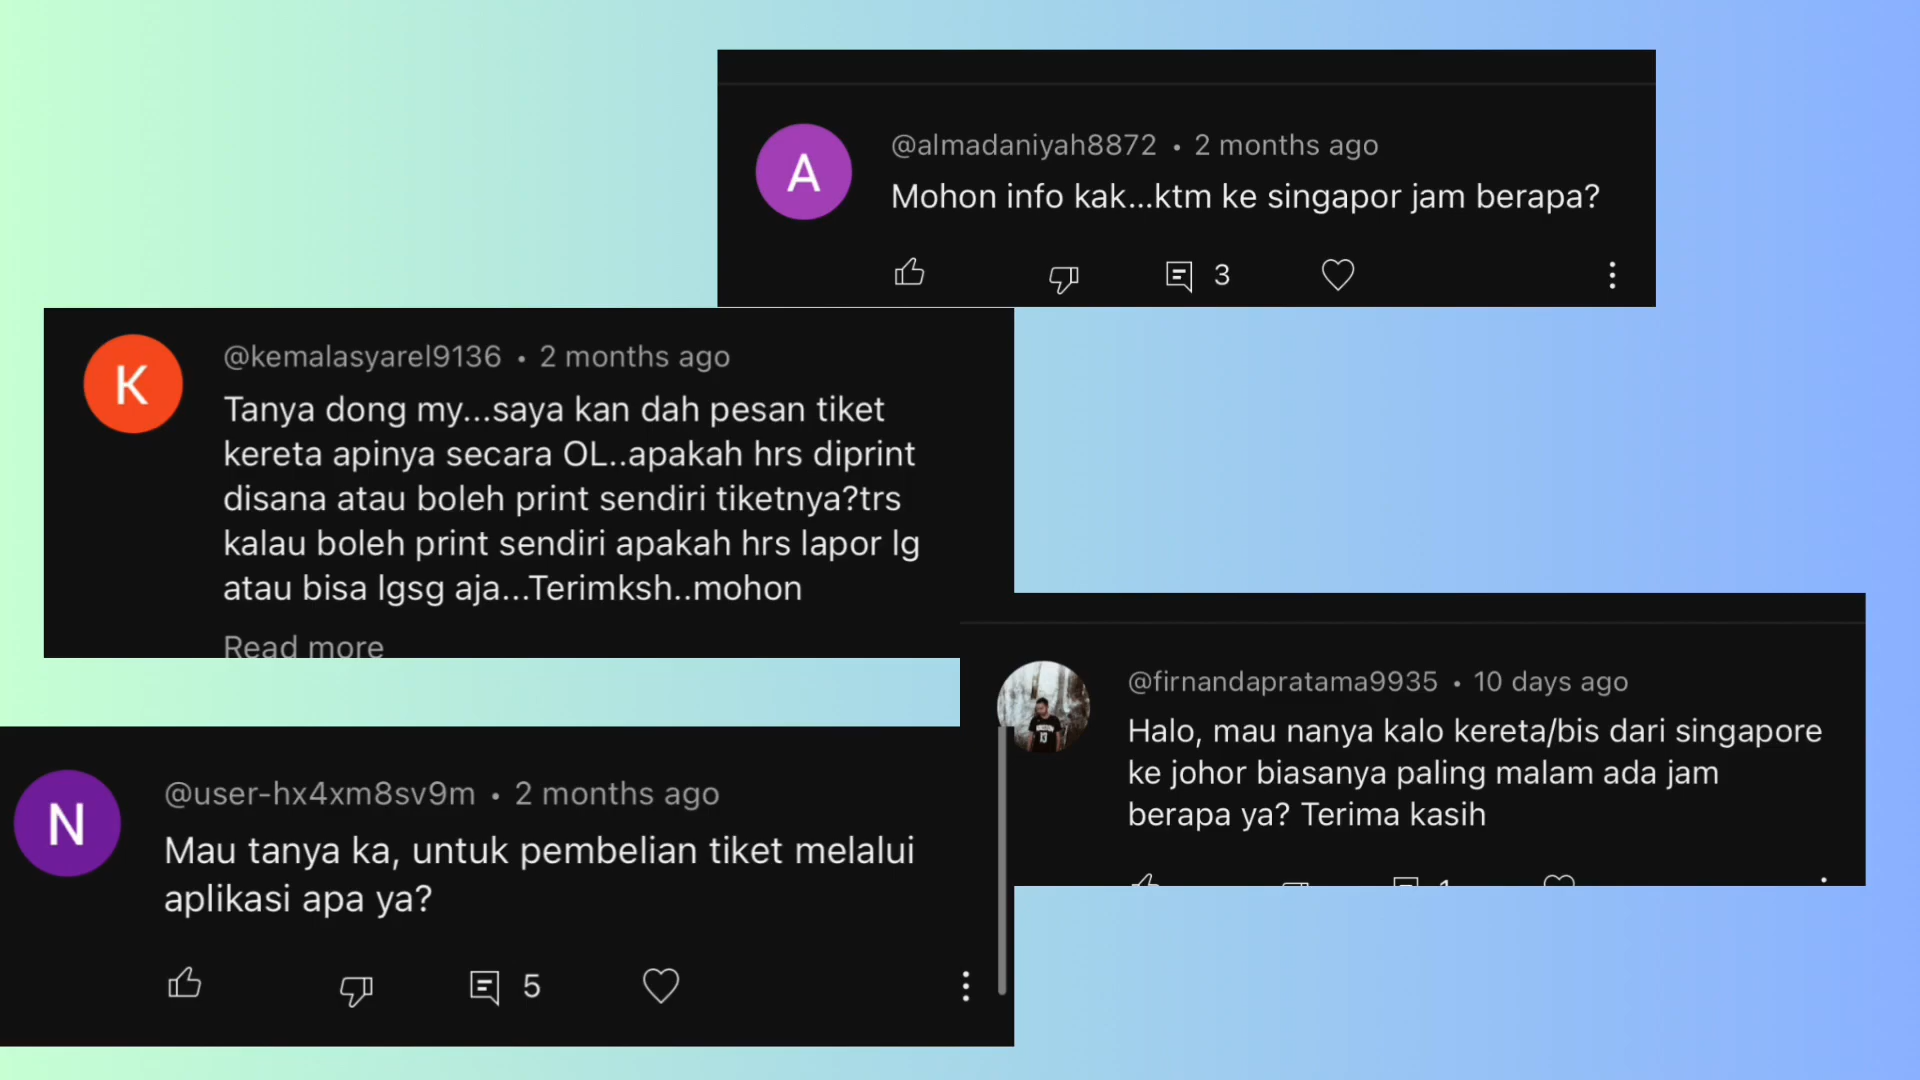 A
@almadaniyah8872 • 2 months ago
Mohon info kak...ktm ke singapor jam berapa?
3
K
@kemalasyarel9136 • 2 months ago
Tanya dong my...saya kan dah pesan tiket
kereta apinya secara OL..apakah hrs diprint
disana atau boleh print sendiri tiketnya?trs
kalau boleh print sendiri apakah hrs lapor lg
atau bisa lgsg aja...Terimksh..mohon
Read more
@firnandapratama9935 • 10 days ago
Halo, mau nanya kalo kereta/bis dari singapore
ke johor biasanya paling malam ada jam
berapa ya? Terima kasih
1
N
@user-hx4xm8sv9m • 2 months ago
Mau tanya ka, untuk pembelian tiket melalui
aplikasi apa ya?
5